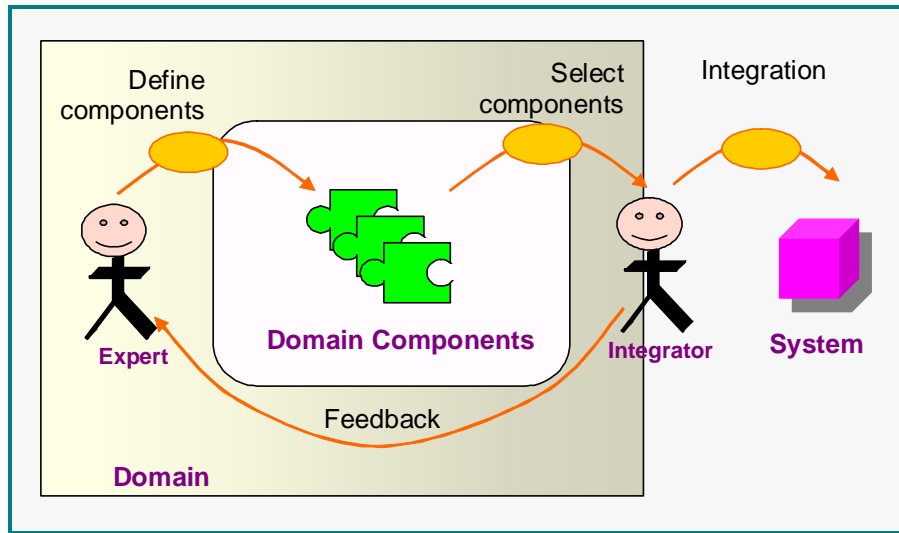 Define
components
Select
components
Integration
Domain Components
Expert
Integrator
System
Feedback
Domain